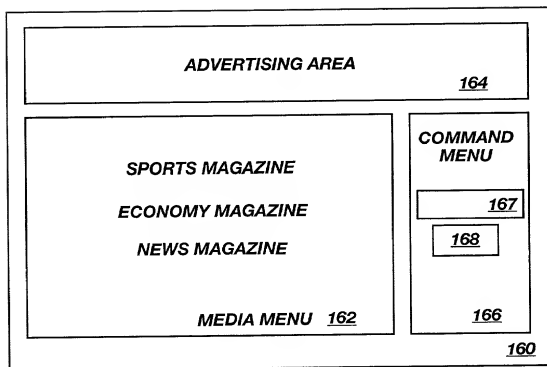 ADVERTISING AREA
164
SPORTS MAGAZINE
ECONOMY MAGAZINE
NEWS MAGAZINE
MEDIA MENU 162
COMMAND
MENU
167
168
166
160